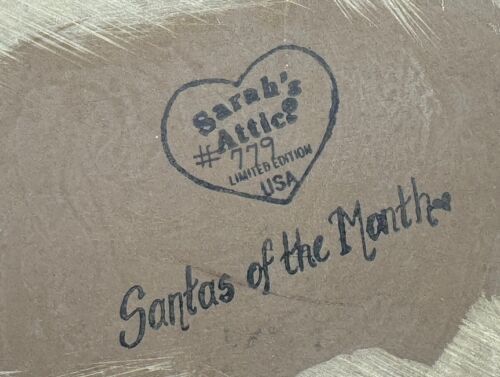 Sarah's
Attic
#779
LIMITED EDITION
USA
Santas of the Month